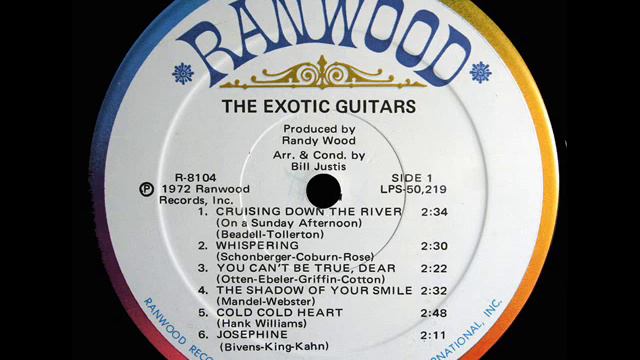 RANWOOD
THE EXOTIC GUITARS
Produced by
Randy Wood
Arr. & Cond. by
Bill Justis
R-8104
SIDE 1
Ⓟ 1972 Ranwood
Records, Inc.
LPS-50,219
1. CRUISING DOWN THE RIVER 2:34
(On a Sunday Afternoon)
(Beadell-Tollerton)
2. WHISPERING 2:30
(Schonberger-Coburn-Rose)
3. YOU CAN'T BE TRUE, DEAR 2:22
(Otten-Ebeler-Griffin-Cotton)
4. THE SHADOW OF YOUR SMILE 2:32
(Mandel-Webster)
5. COLD COLD HEART 2:48
(Hank Williams)
6. JOSEPHINE 2:11
(Bivens-King-Kahn)
RANWOOD RECO
RNATIONAL, INC.